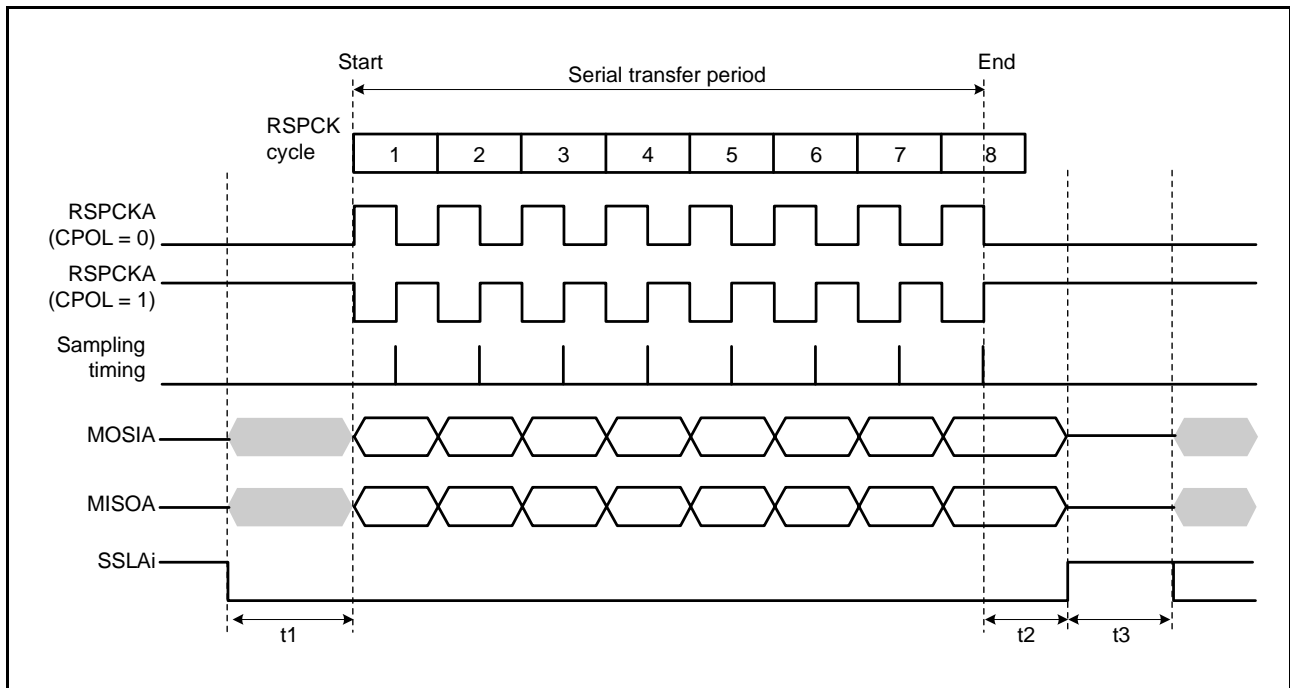 Start
End
Serial transfer period
RSPCK
cycle
1 2 3 4 5 6 7 8
RSPCKA
(CPOL = 0)
RSPCKA
(CPOL = 1)
Sampling
timing
MOSIA
MISOA
SSLAi
t1
t2
t3